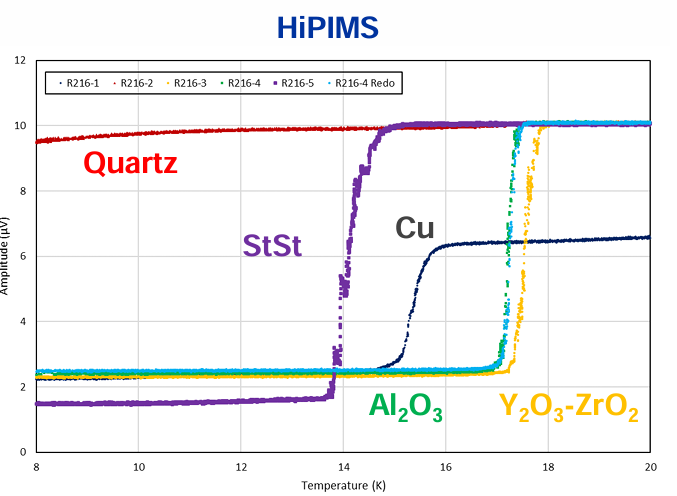 HiPIMS
12
R216-1 R216-2 R216-3 R216-4 R216-5 R216-4 Redo
10
Quartz
8
Cu
StSt
6
Amplitude (µV)
4
Al₂O₃ Y₂O₃-ZrO₂
2
0
8 10 12 14 16 18 20
Temperature (K)